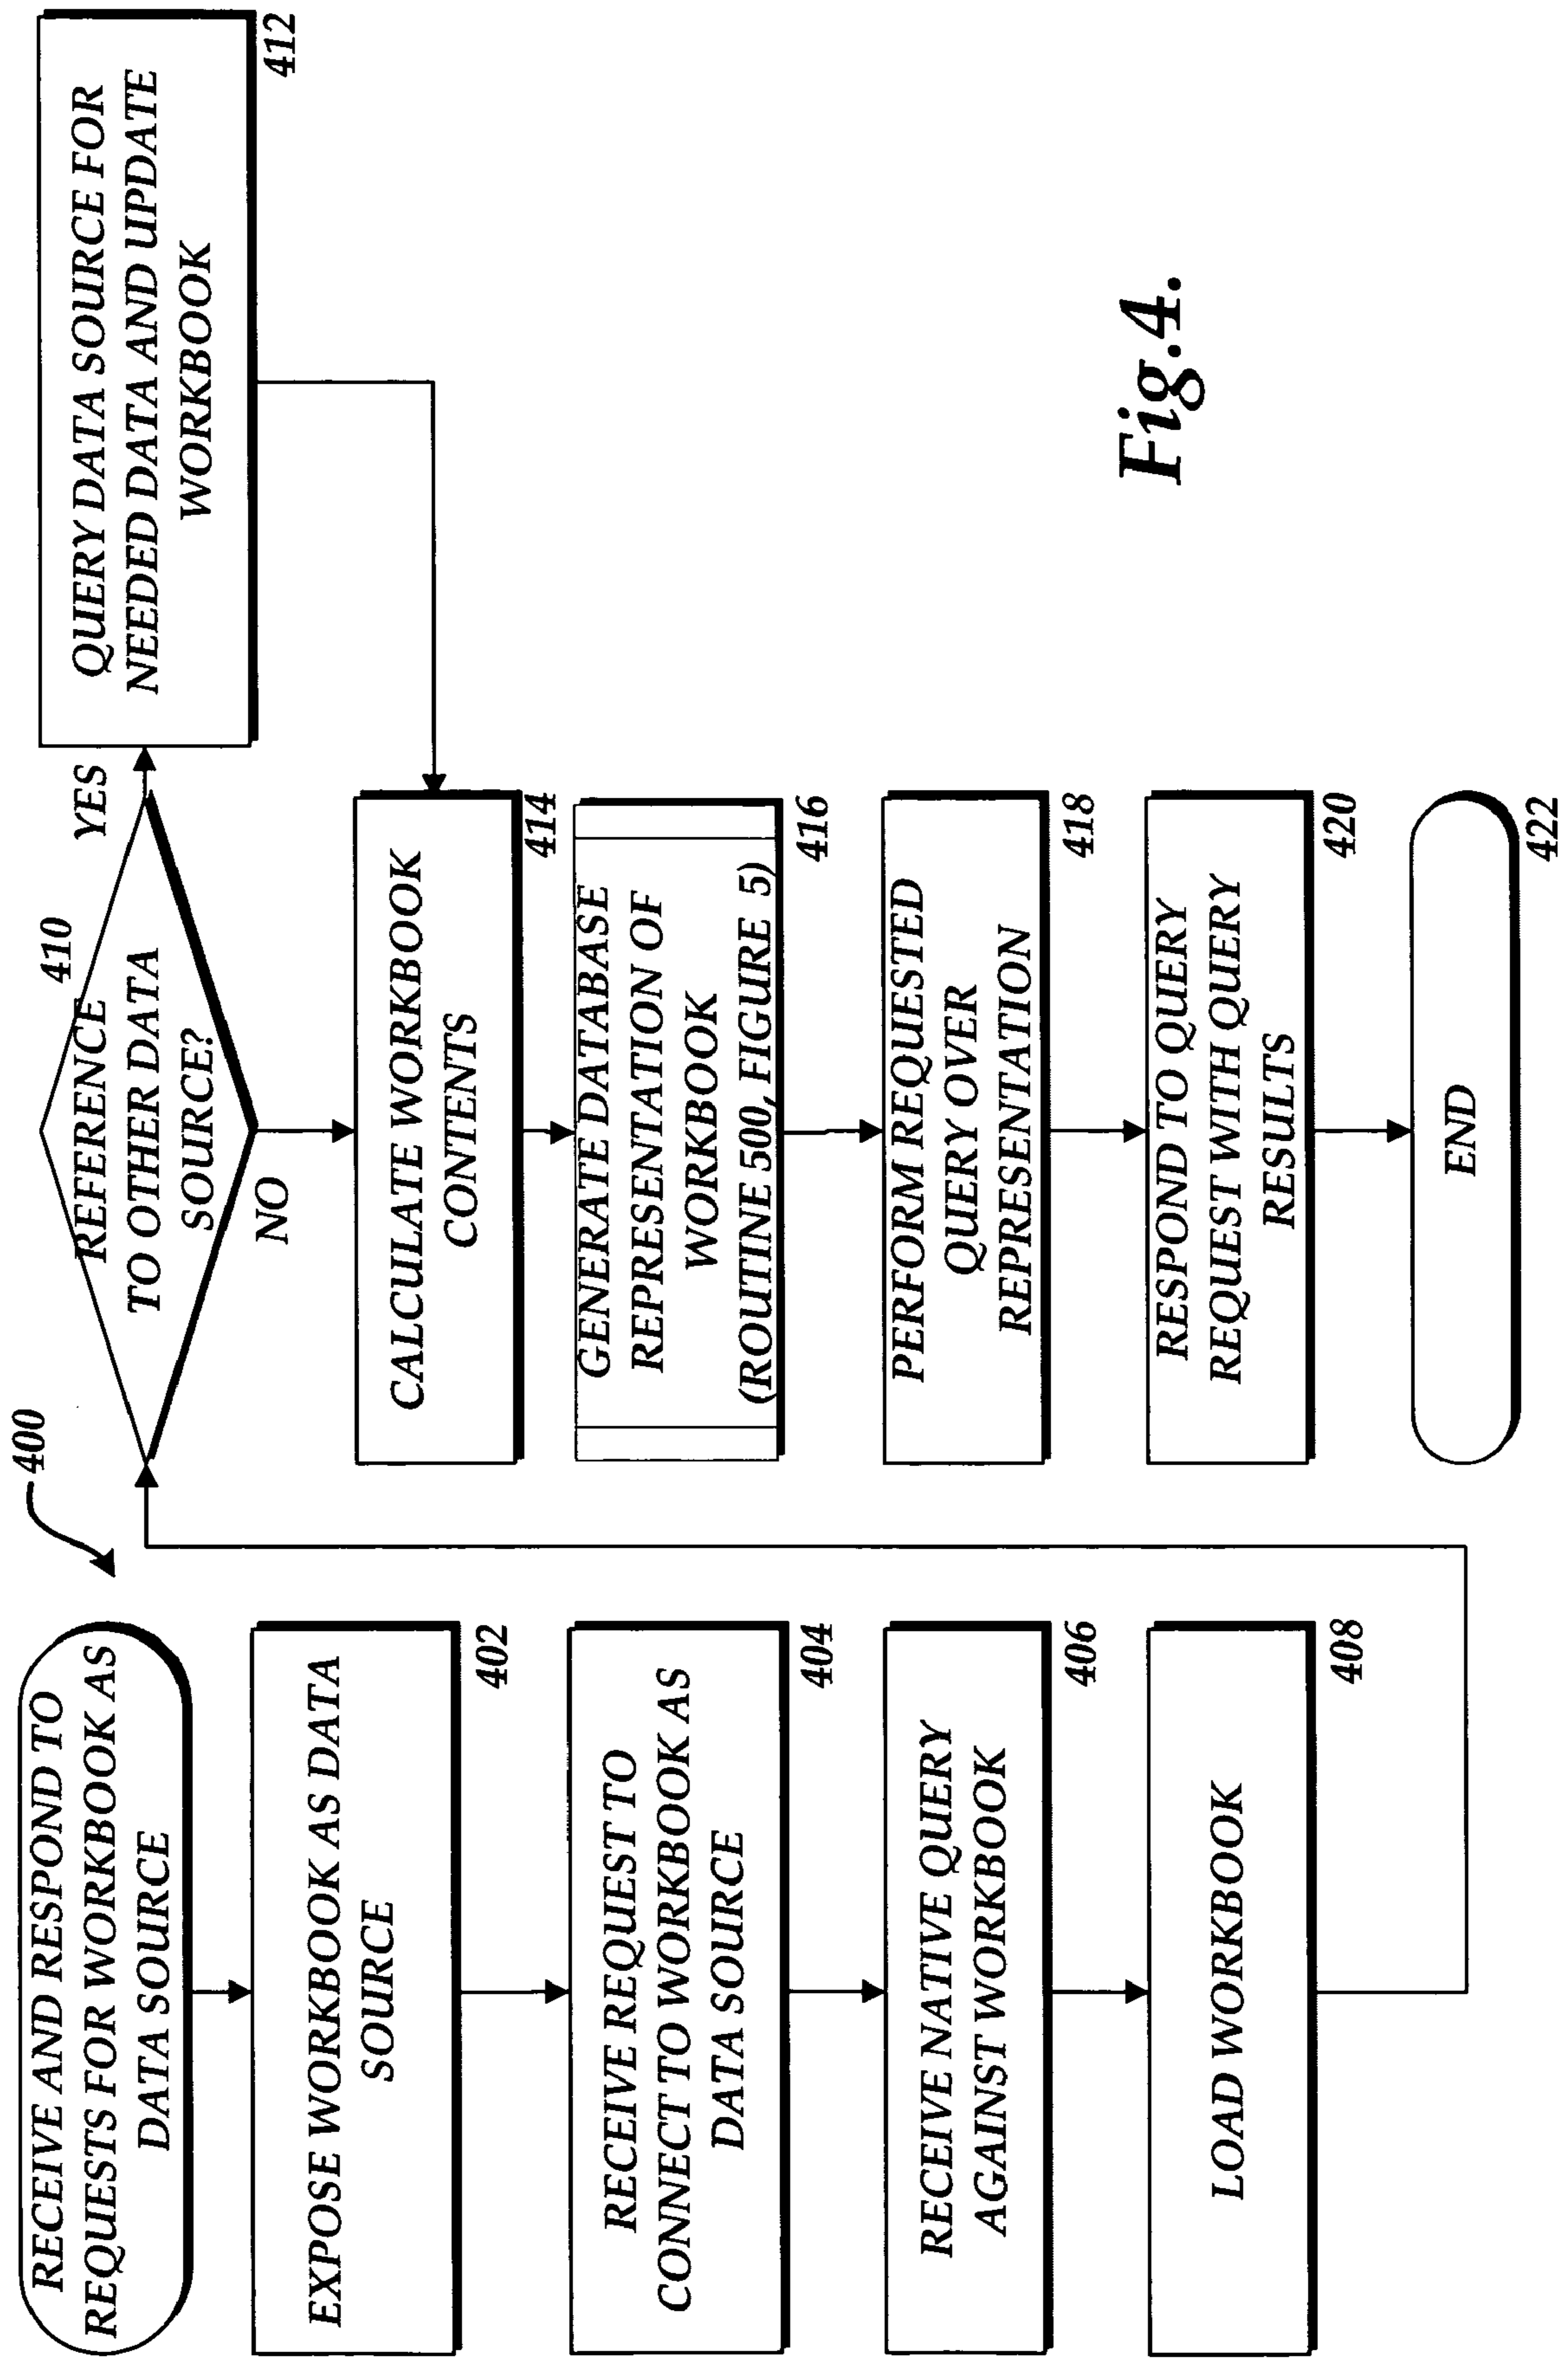 400
RECEIVE AND RESPOND TO
REQUESTS FOR WORKBOOK AS
DATA SOURCE
EXPOSE WORKBOOK AS DATA
SOURCE
402
RECEIVE REQUEST TO
CONNECT TO WORKBOOK AS
DATA SOURCE
404
RECEIVE NATIVE QUERY
AGAINST WORKBOOK
406
LOAD WORKBOOK
408
410
REFERENCE
TO OTHER DATA
SOURCE?
YES
NO
QUERY DATA SOURCE FOR
NEEDED DATA AND UPDATE
WORKBOOK
412
CALCULATE WORKBOOK
CONTENTS
414
GENERATE DATABASE
REPRESENTATION OF
WORKBOOK
(ROUTINE 500, FIGURE 5)
416
PERFORM REQUESTED
QUERY OVER
REPRESENTATION
418
RESPOND TO QUERY
REQUEST WITH QUERY
RESULTS
420
END
422
Fig.4.